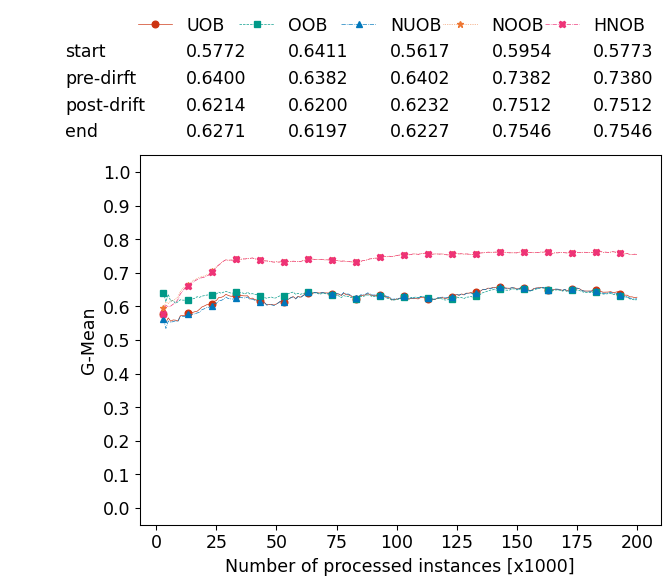 UOB OOB NUOB NOOB HNOB
start 0.5772 0.6411 0.5617 0.5954 0.5773
pre-dirft 0.6400 0.6382 0.6402 0.7382 0.7380
post-drift 0.6214 0.6200 0.6232 0.7512 0.7512
end 0.6271 0.6197 0.6227 0.7546 0.7546
1.0
0.9
0.8
0.7
0.6
0.5
0.4
0.3
0.2
0.1
0.0
G-Mean
0 25 50 75 100 125 150 175 200
Number of processed instances [x1000]